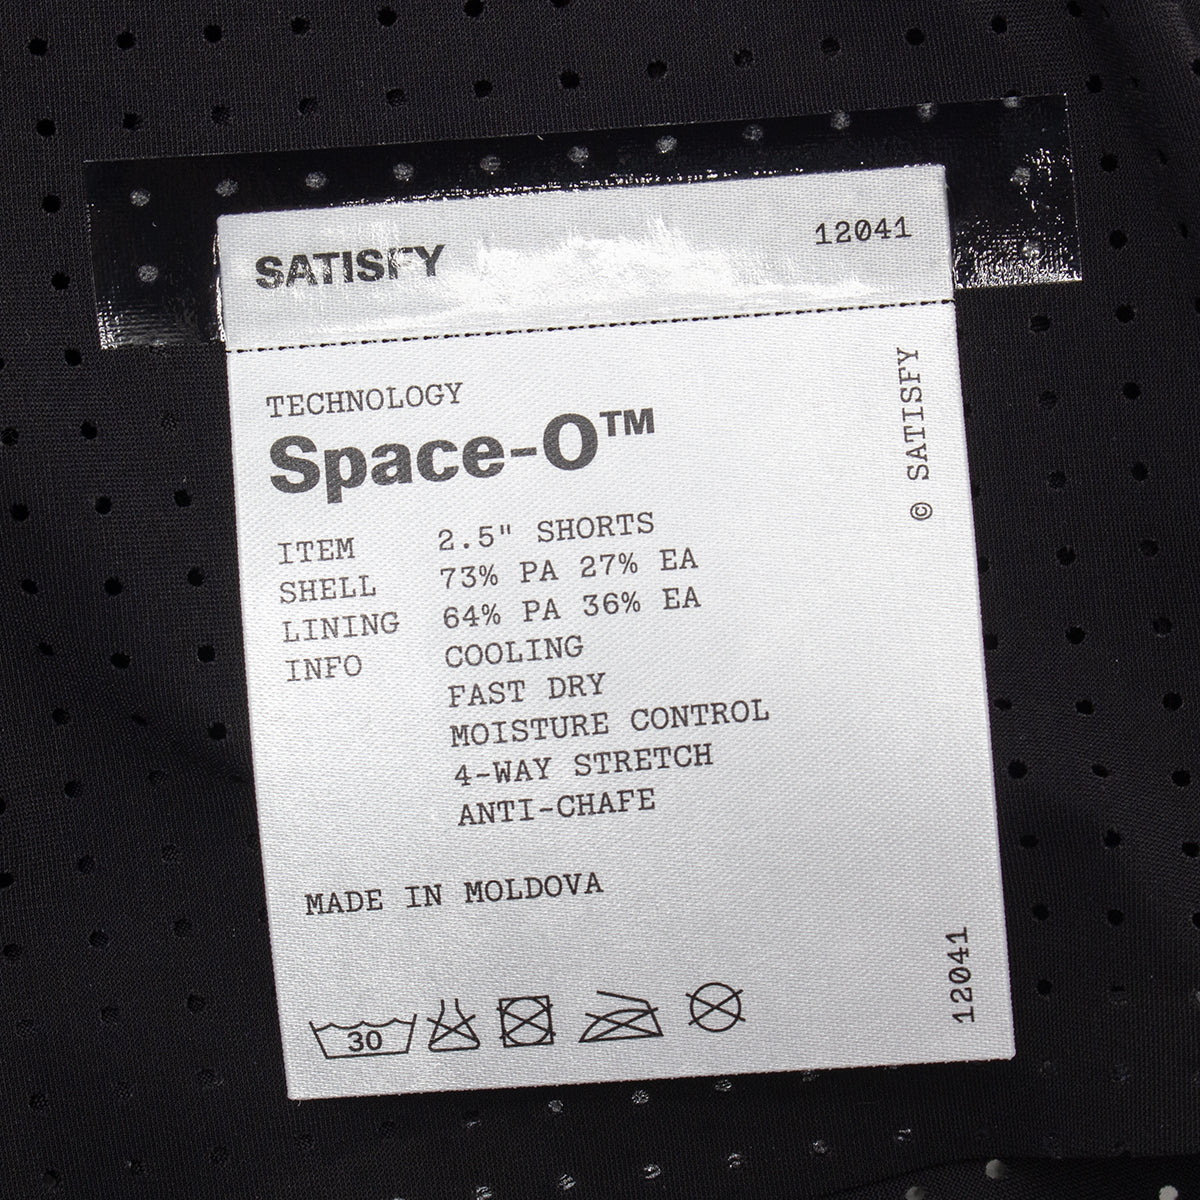 SATISFY 12041
TECHNOLOGY
Space-O™
ITEM 2.5" SHORTS
SHELL 73% PA 27% EA
LINING 64% PA 36% EA
INFO COOLING
FAST DRY
MOISTURE CONTROL
4-WAY STRETCH
ANTI-CHAFE
MADE IN MOLDOVA
30
© SATISFY
12041